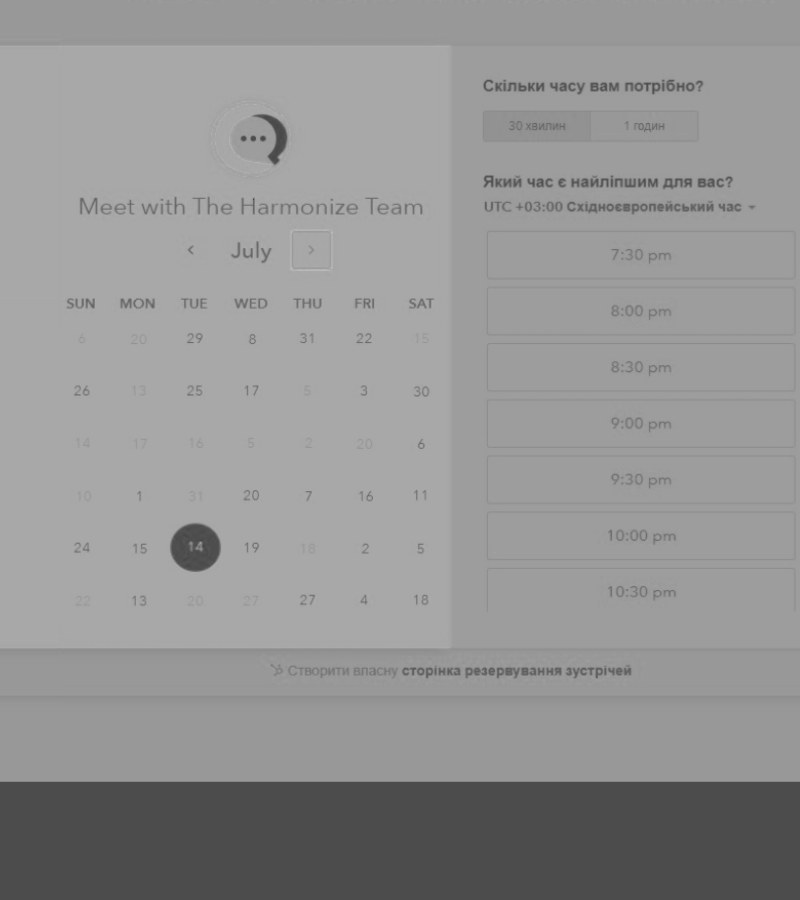 Meet with The Harmonize Team
July
SUN MON TUE WED THU FRI SAT
6 20 29 8 31 22 15
26 13 25 17 5 3 30
14 17 16 5 2 20 6
10 1 31 20 7 16 11
24 15 14 19 18 2 5
22 13 20 27 27 4 18
Скільки часу вам потрібно?
30 хвилин 1 годин
Який час є найліпшим для вас?
UTC +03:00 Східноєвропейський час
7:30 pm
8:00 pm
8:30 pm
9:00 pm
9:30 pm
10:00 pm
10:30 pm
Створити власну сторінка резервування зустрічей